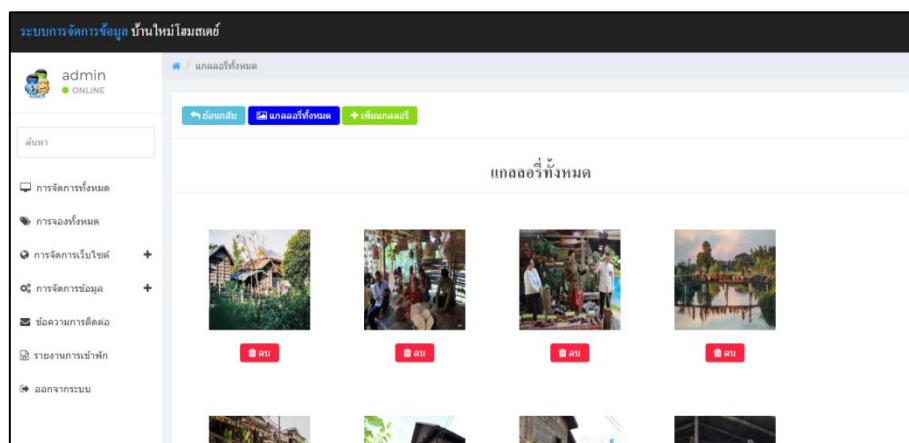 ระบบการจัดการข้อมูล บ้านใหม่โฮมสเตย์
admin
ONLINE
ค้นหา
การจัดการทั้งหมด
การจองทั้งหมด
การจัดการเว็บไซต์ +
การจัดการข้อมูล +
ข้อความการติดต่อ
รายงานการเข้าพัก
ออกจากระบบ
/ แกลลอรี่ทั้งหมด
ย้อนกลับ แกลลอรี่ทั้งหมด + เพิ่มแกลลอรี่
แกลลอรี่ทั้งหมด
ลบ ลบ ลบ ลบ